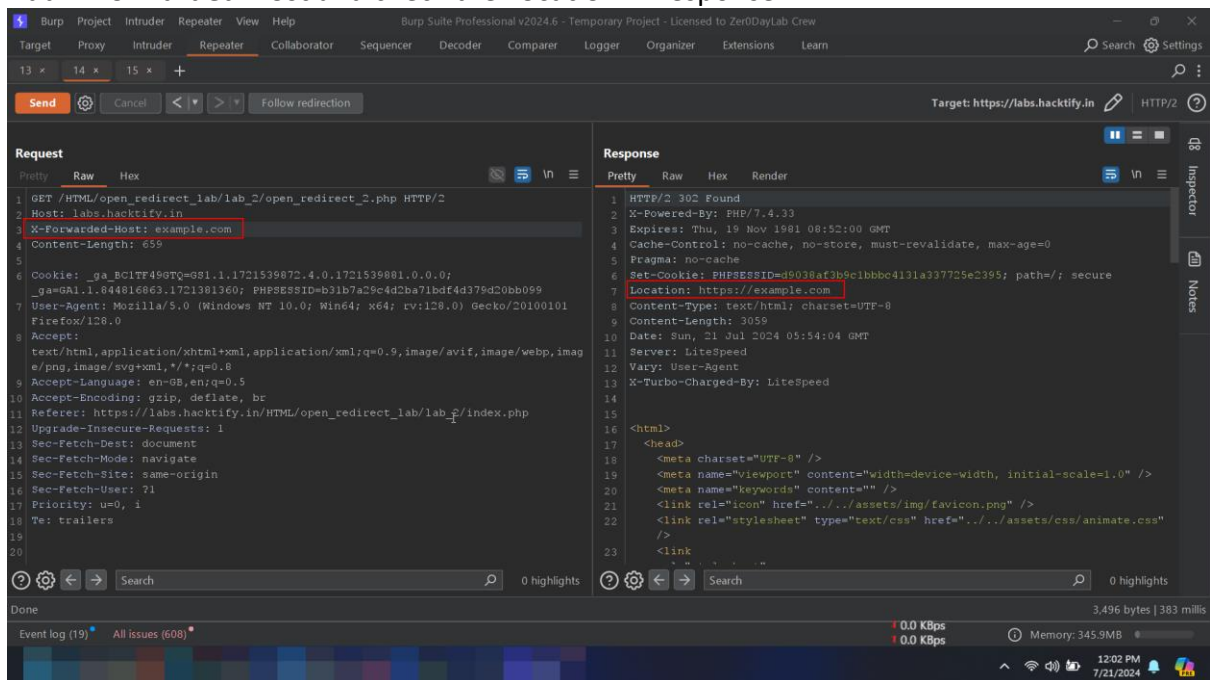 Burp Project Intruder Repeater View Help Burp Suite Professional v2024.6 - Temporary Project - Licensed to Zer0DayLab Crew
Target Proxy Intruder Repeater Collaborator Sequencer Decoder Comparer Logger Organizer Extensions Learn Search Settings
13 × 14 × 15 × +
Send Cancel < > Follow redirection Target: https://labs.hacktify.in HTTP/2
Request
Pretty Raw Hex \n
1 GET /HTML/open_redirect_lab/lab_2/open_redirect_2.php HTTP/2
2 Host: labs.hacktify.in
3 X-Forwarded-Host: example.com
4 Content-Length: 659
5
6 Cookie: _ga_BC1TF49GTQ=GS1.1.1721539872.4.0.1721539881.0.0.0;
_ga=GA1.1.844816863.1721381360; PHPSESSID=b31b7a29c4d2ba71bdf4d379d20bb099
7 User-Agent: Mozilla/5.0 (Windows NT 10.0; Win64; x64; rv:128.0) Gecko/20100101
Firefox/128.0
8 Accept:
text/html,application/xhtml+xml,application/xml;q=0.9,image/avif,image/webp,imag
e/png,image/svg+xml,*/*;q=0.8
9 Accept-Language: en-GB,en;q=0.5
10 Accept-Encoding: gzip, deflate, br
11 Referer: https://labs.hacktify.in/HTML/open_redirect_lab/lab_2/index.php
12 Upgrade-Insecure-Requests: 1
13 Sec-Fetch-Dest: document
14 Sec-Fetch-Mode: navigate
15 Sec-Fetch-Site: same-origin
16 Sec-Fetch-User: ?1
17 Priority: u=0, i
18 Te: trailers
19
20
Search 0 highlights
Response
Pretty Raw Hex Render \n
1 HTTP/2 302 Found
2 X-Powered-By: PHP/7.4.33
3 Expires: Thu, 19 Nov 1981 08:52:00 GMT
4 Cache-Control: no-cache, no-store, must-revalidate, max-age=0
5 Pragma: no-cache
6 Set-Cookie: PHPSESSID=d9038af3b9c1bbbc4131a337725e2395; path=/; secure
7 Location: https://example.com
8 Content-Type: text/html; charset=UTF-8
9 Content-Length: 3059
10 Date: Sun, 21 Jul 2024 05:54:04 GMT
11 Server: LiteSpeed
12 Vary: User-Agent
13 X-Turbo-Charged-By: LiteSpeed
14
15
16 <html>
17 <head>
18 <meta charset="UTF-8" />
19 <meta name="viewport" content="width=device-width, initial-scale=1.0" />
20 <meta name="keywords" content="" />
21 <link rel="icon" href="../../assets/img/favicon.png" />
22 <link rel="stylesheet" type="text/css" href="../../assets/css/animate.css"
/>
23 <link
Search 0 highlights
Inspector
Notes
Done 3,496 bytes | 383 millis
Event log (19) All issues (608) 0.0 KBps Memory: 345.9MB
0.0 KBps
12:02 PM
7/21/2024